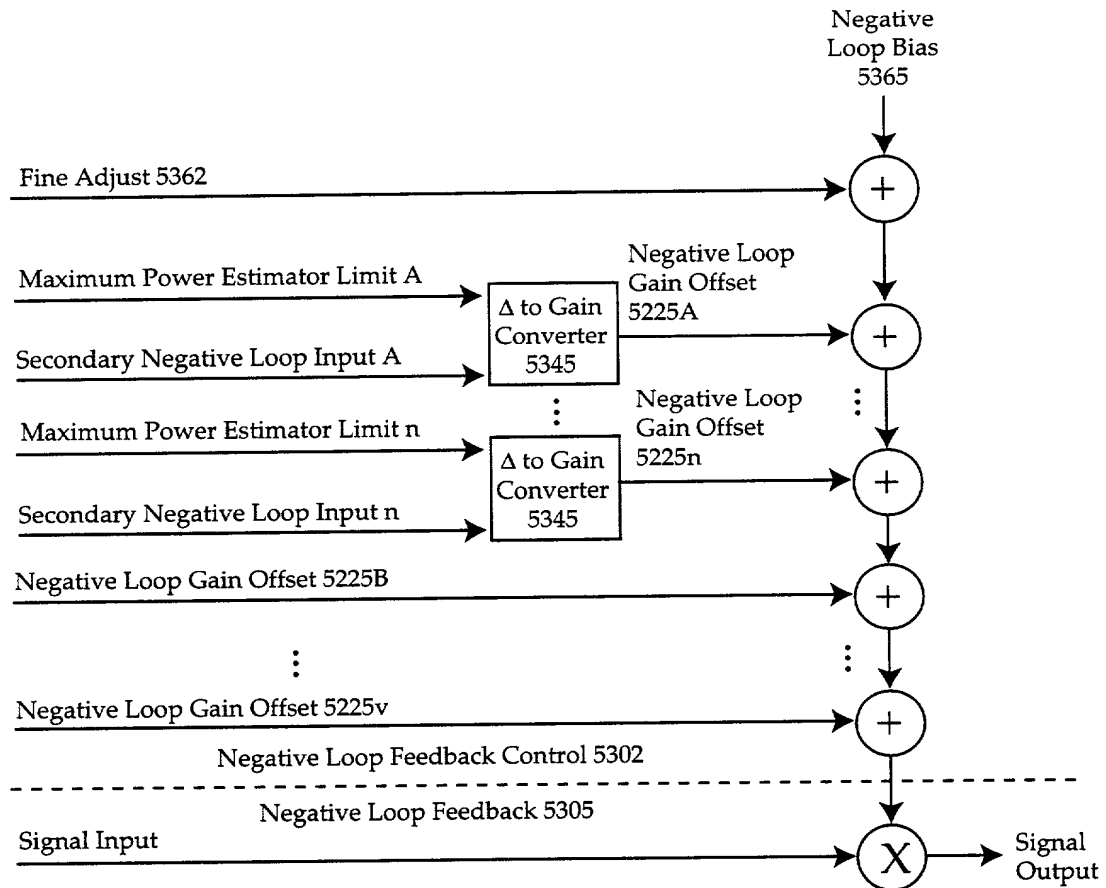 Negative
Loop Bias
5365
Fine Adjust 5362
+
Maximum Power Estimator Limit A
Δ to Gain
Converter
5345
Negative Loop
Gain Offset
5225A
+
Secondary Negative Loop Input A
Maximum Power Estimator Limit n
Δ to Gain
Converter
5345
Negative Loop
Gain Offset
5225n
+
Secondary Negative Loop Input n
Negative Loop Gain Offset 5225B
+
Negative Loop Gain Offset 5225v
+
Negative Loop Feedback Control 5302
Negative Loop Feedback 5305
Signal Input
X
Signal
Output